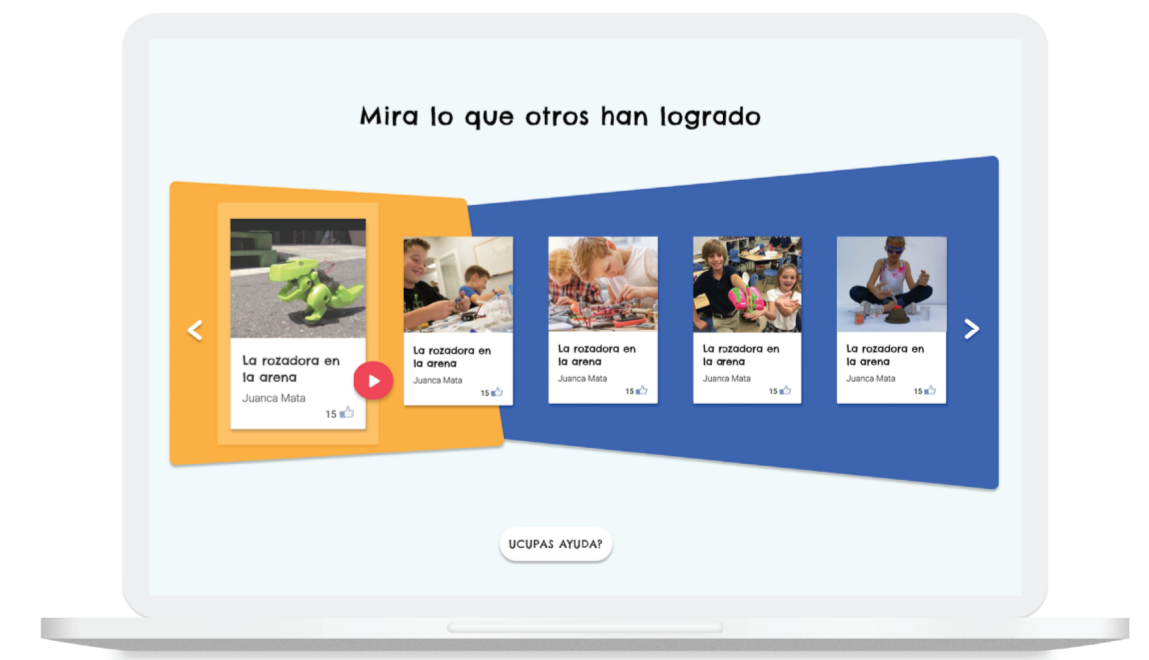 Mira lo que otros han logrado
La rozadora en
la arena
Juanca Mata
15
La rozadora en
la arena
Juanca Mata
15
La rozadora en
la arena
Juanca Mata
15
La rozadora en
la arena
Juanca Mata
15
La rozadora en
la arena
Juanca Mata
15
UCUPAS AYUDA?